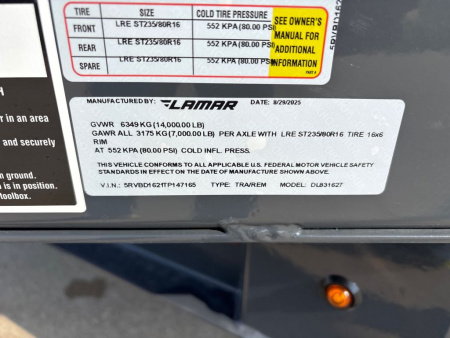 TIRE SIZE COLD TIRE PRESSURE
FRONT LRE ST235/80R16 552 KPA (80.00 PSI)
REAR LRE ST235/80R16 552 KPA (80.00 PSI)
SPARE LRE ST235/80R16 552 KPA (80.00 PSI)
SEE OWNER'S
MANUAL FOR
ADDITIONAL
INFORMATION
er in an area
and securely
n ground.
is in position.
toolbox.
MANUFACTURED BY: LAMAR DATE: 8/29/2025
GVWR 6349 KG (14,000.00 LB)
GAWR ALL 3175 KG (7,000.00 LB) PER AXLE WITH LRE ST235/80R16 TIRE 16x6
RIM
AT 552 KPA (80.00 PSI) COLD INFL. PRESS.
THIS VEHICLE CONFORMS TO ALL APPLICABLE U.S. FEDERAL MOTOR VEHICLE SAFETY
STANDARDS IN EFFECT ON THE DATE OF MANUFACTURE SHOWN ABOVE.
V.I.N.: 5RVBD1621TP147165 TYPE: TRA/REM MODEL: DL831627